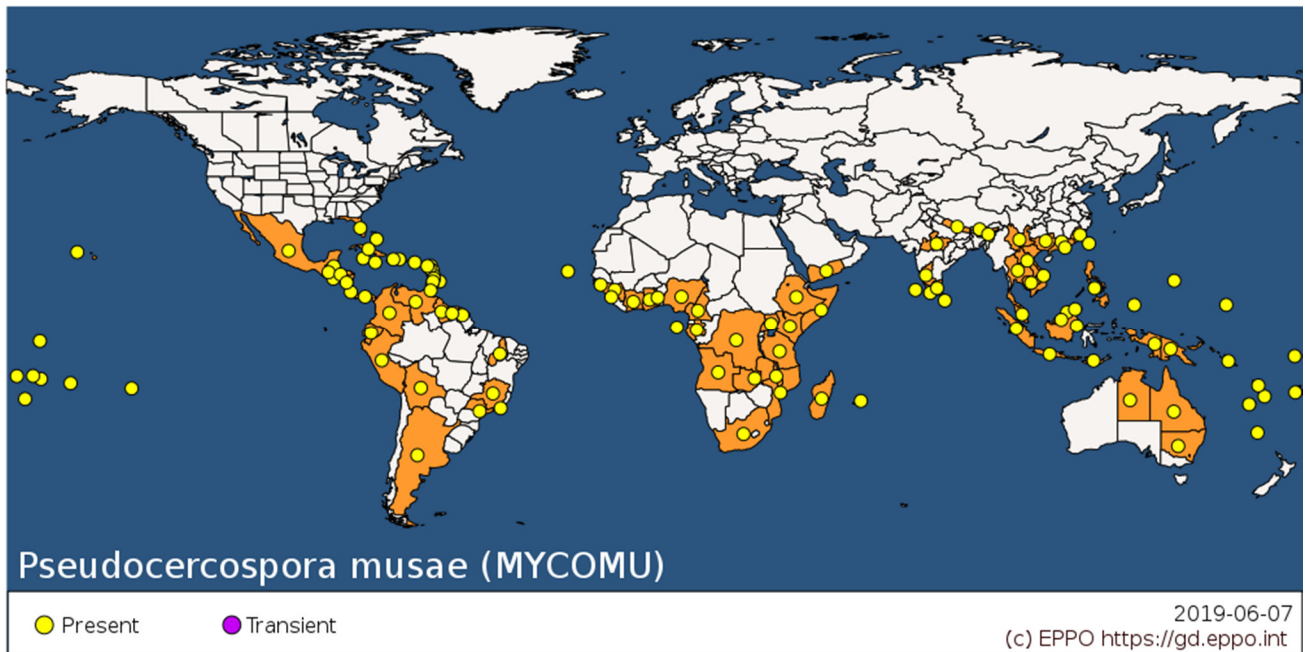 Pseudocercospora musae (MYCOMU)
Present
Transient
2019-06-07
(c) EPPO https://gd.eppo.int